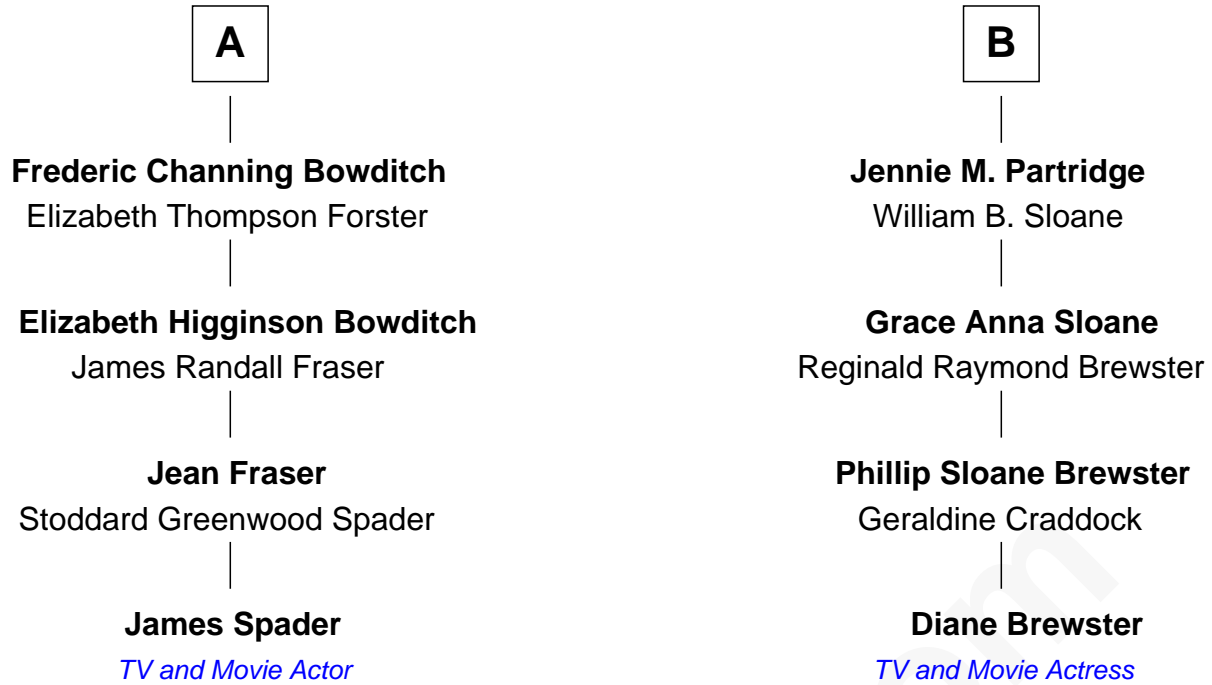 A
Frederic Channing Bowditch
Elizabeth Thompson Forster
Elizabeth Higginson Bowditch
James Randall Fraser
Jean Fraser
Stoddard Greenwood Spader
James Spader
TV and Movie Actor
B
Jennie M. Partridge
William B. Sloane
Grace Anna Sloane
Reginald Raymond Brewster
Phillip Sloane Brewster
Geraldine Craddock
Diane Brewster
TV and Movie Actress